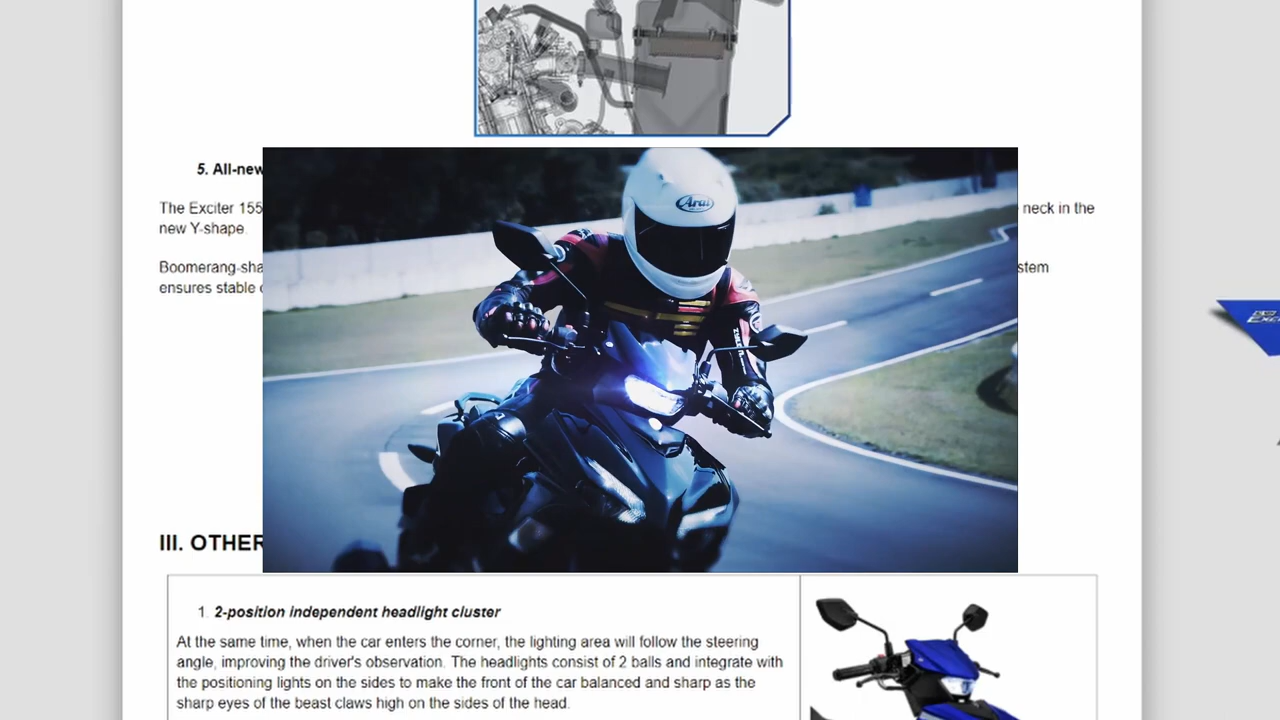 5. All-new
The Exciter 155
neck in the
new Y-shape.
Boomerang-sha
stem
ensures stable
Arai
III. OTHER
1. 2-position independent headlight cluster
At the same time, when the car enters the corner, the lighting area will follow the steering
angle, improving the driver's observation. The headlights consist of 2 balls and integrate with
the positioning lights on the sides to make the front of the car balanced and sharp as the
sharp eyes of the beast claws high on the sides of the head.